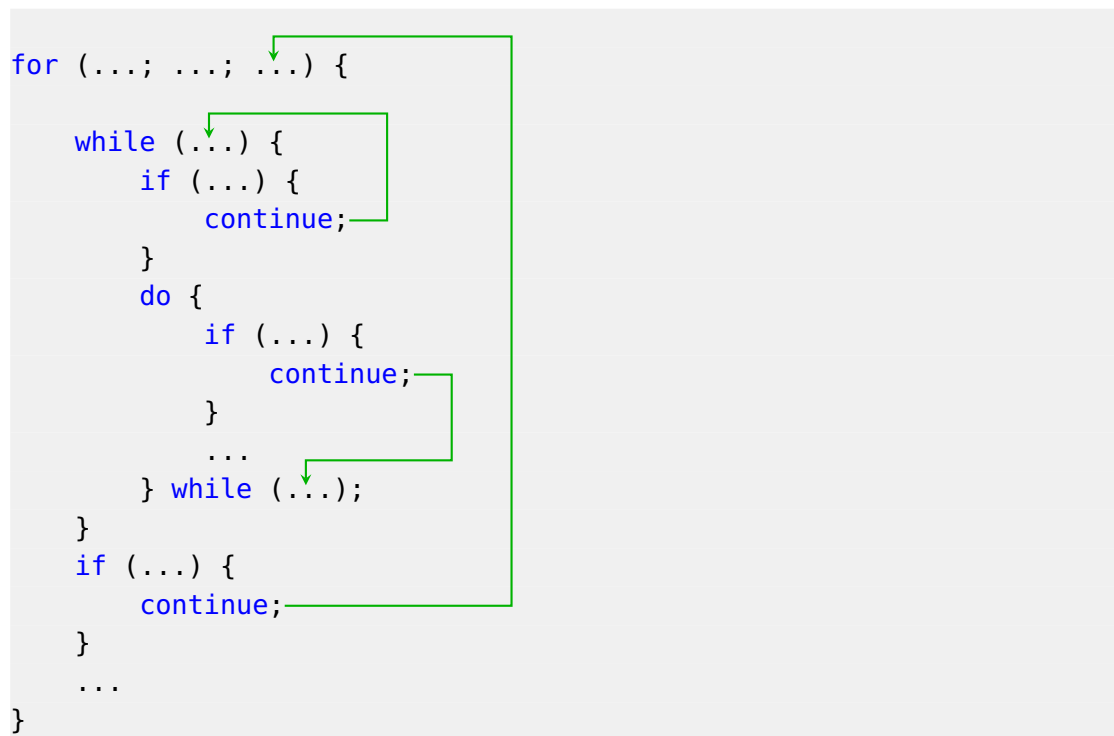 for (...; ...; ...) {
    while (...) {
        if (...) {
            continue;
        }
        do {
            if (...) {
                continue;
            }
            ...
        } while (...);
    }
    if (...) {
        continue;
    }
    ...
}